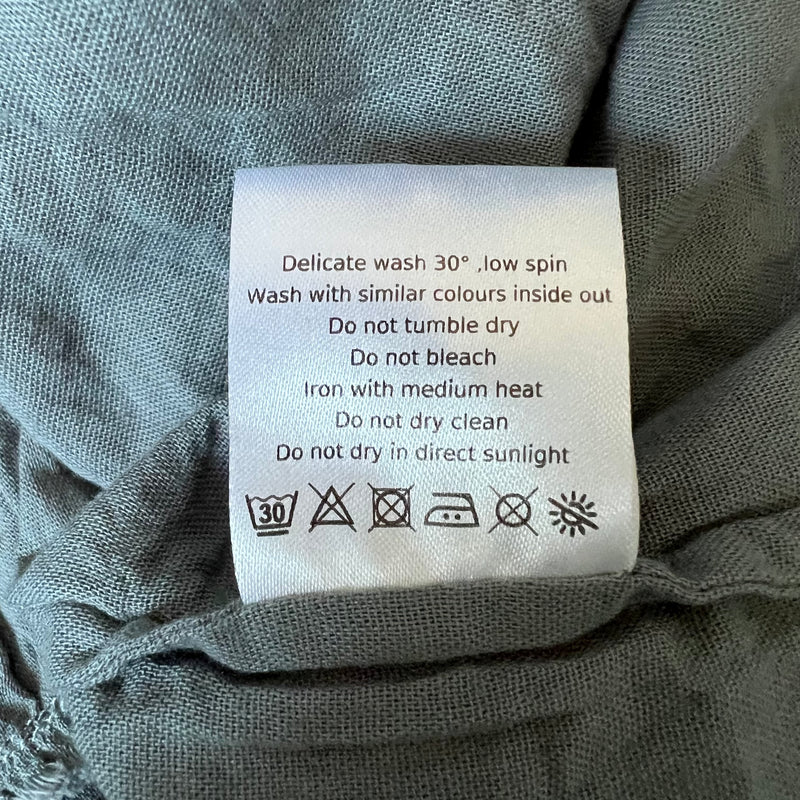 Delicate wash 30° ,low spin
Wash with similar colours inside out
Do not tumble dry
Do not bleach
Iron with medium heat
Do not dry clean
Do not dry in direct sunlight
30